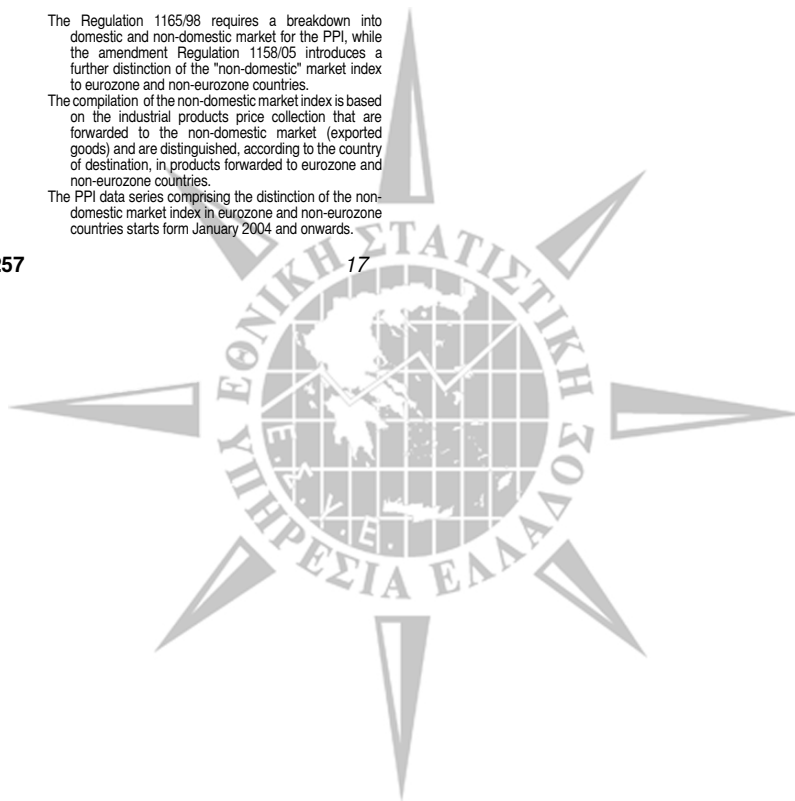 The Regulation 1165/98 requires a breakdown into
domestic and non-domestic market for the PPI, while
the amendment Regulation 1158/05 introduces a
further distinction of the "non-domestic" market index
to eurozone and non-eurozone countries.
The compilation of the non-domestic market index is based
on the industrial products price collection that are
forwarded to the non-domestic market (exported
goods) and are distinguished, according to the country
of destination, in products forwarded to eurozone and
non-eurozone countries.
The PPI data series comprising the distinction of the non-
domestic market index in eurozone and non-eurozone
countries starts form January 2004 and onwards.
257 17
ΕΘΝΙΚΗ ΣΤΑΤΙΣΤΙΚΗ
ΥΠΗΡΕΣΙΑ ΕΛΛΑΔΟΣ
Ε.Σ.Υ.Ε.